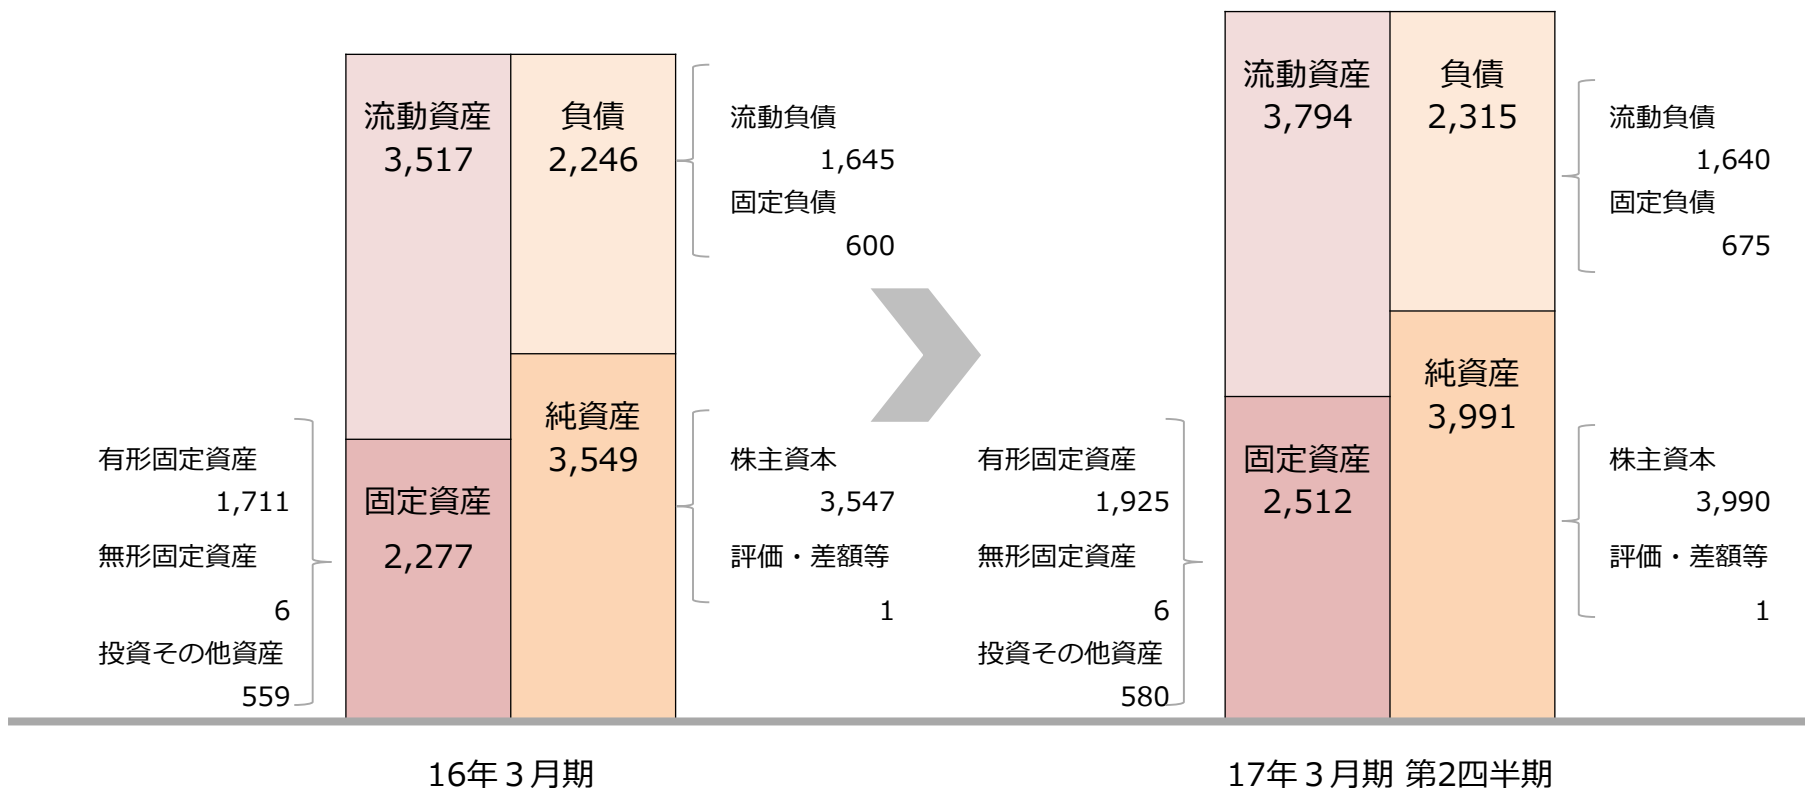 流動資産
3,517
負債
2,246
流動負債
1,645
固定負債
600
有形固定資産
1,711
無形固定資産
6
投資その他資産
559
固定資産
2,277
純資産
3,549
株主資本
3,547
評価・差額等
1
16年３月期
流動資産
3,794
負債
2,315
流動負債
1,640
固定負債
675
有形固定資産
1,925
無形固定資産
6
投資その他資産
580
固定資産
2,512
純資産
3,991
株主資本
3,990
評価・差額等
1
17年３月期 第2四半期